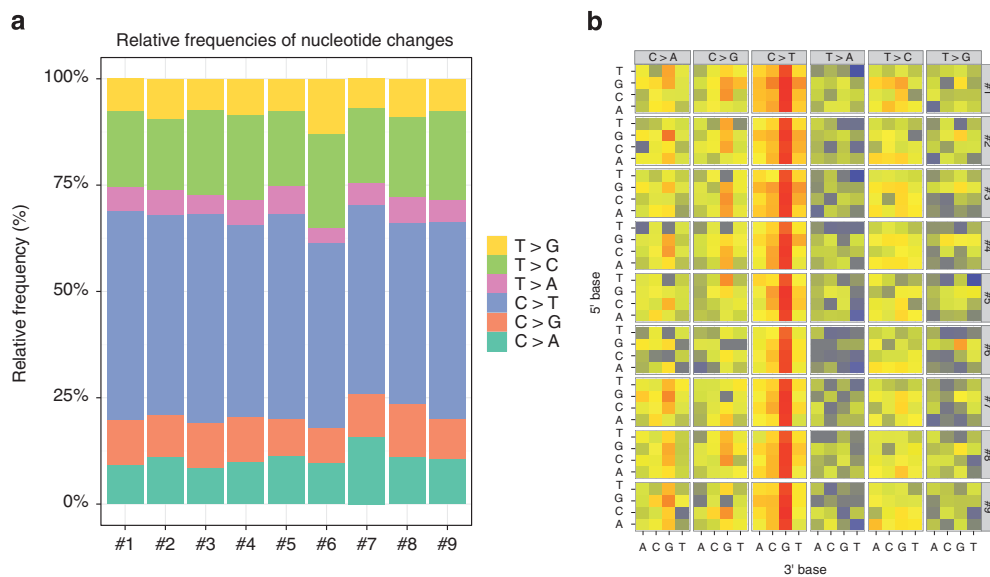 a
Relative frequencies of nucleotide changes
Relative frequency (%)
100%
75%
50%
25%
0%
#1 #2 #3 #4 #5 #6 #7 #8 #9
T > G
T > C
T > A
C > T
C > G
C > A
b
C > A C > G C > T T > A T > C T > G
5' base
T
G
C
A
#1
T
G
C
A
#2
T
G
C
A
#3
T
G
C
A
#4
T
G
C
A
#5
T
G
C
A
#6
T
G
C
A
#7
T
G
C
A
#8
T
G
C
A
#9
A C G T A C G T A C G T A C G T A C G T A C G T
3' base